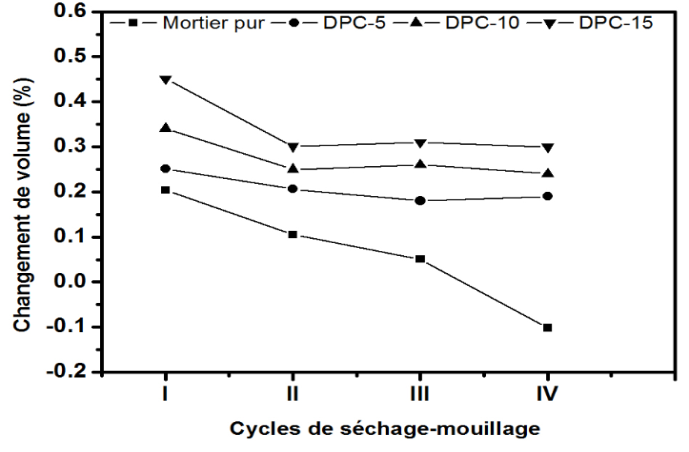 0.6
Mortier pur DPC-5 DPC-10 DPC-15
0.5
0.4
0.3
0.2
0.1
0.0
-0.1
-0.2
Changement de volume (%)
I II III IV
Cycles de séchage-mouillage